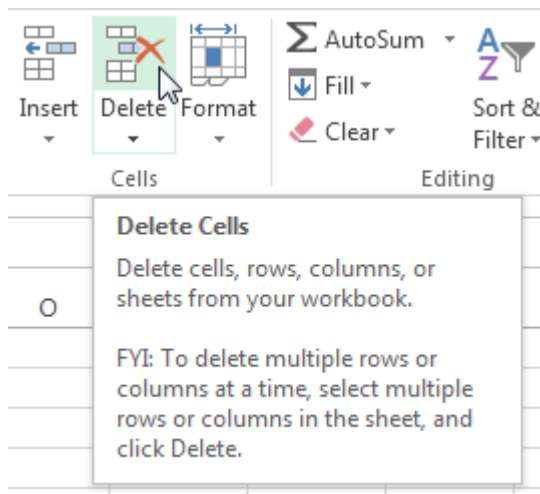 AutoSum
Fill
Clear
Insert Delete Format
AZ
Sort &
Filter
Cells
Editing
Delete Cells
Delete cells, rows, columns, or
sheets from your workbook.
O
FYI: To delete multiple rows or
columns at a time, select multiple
rows or columns in the sheet, and
click Delete.